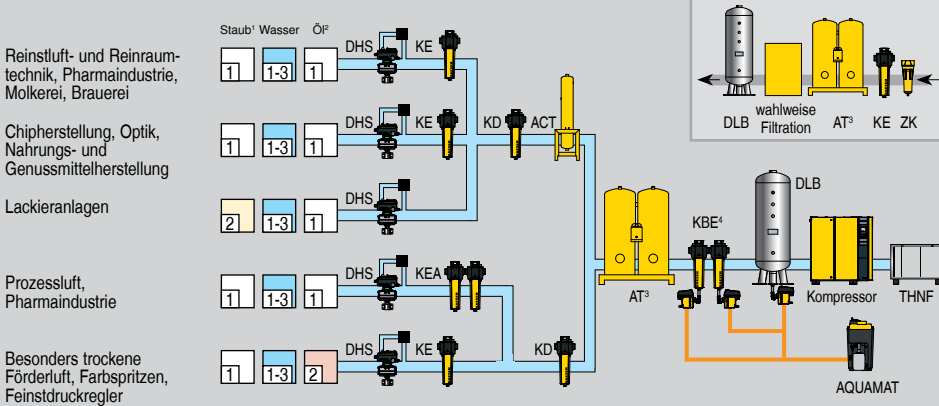 Staub¹ Wasser Öl²
Reinstluft- und Reinraum-
technik, Pharmaindustrie,
Molkerei, Brauerei
1 1-3 1
DHS KE
Chipherstellung, Optik,
Nahrungs- und
Genussmittelherstellung
1 1-3 1
DHS KE KD ACT
Lackieranlagen
2 1-3 1
DHS
Prozessluft,
Pharmaindustrie
1 1-3 1
DHS KEA
Besonders trockene
Förderluft, Farbspritzen,
Feinstdruckregler
1 1-3 2
DHS KE KD
AT³
KBE⁴
DLB
Kompressor
THNF
AQUAMAT
DLB
wahlweise
Filtration
AT³ KE ZK